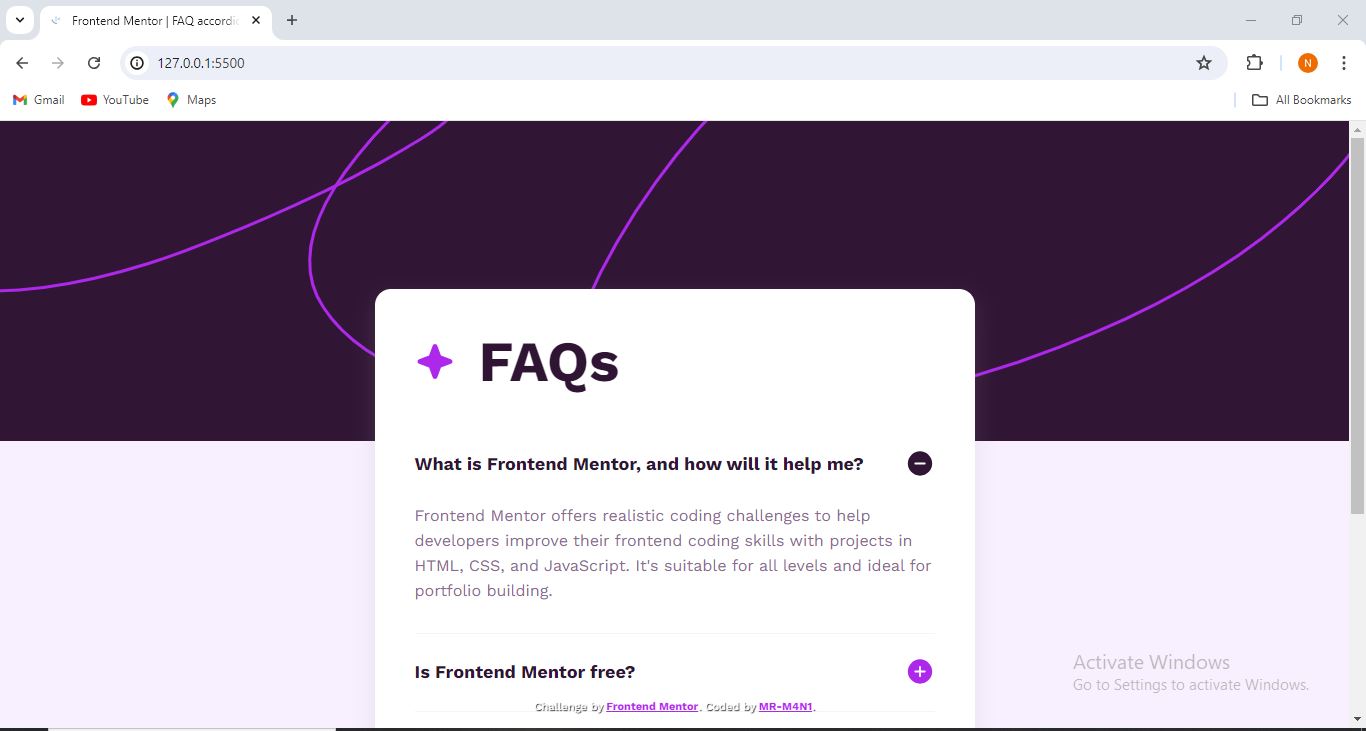 Frontend Mentor | FAQ accordio
127.0.0.1:5500
N
Gmail
YouTube
Maps
All Bookmarks
FAQs
What is Frontend Mentor, and how will it help me?
Frontend Mentor offers realistic coding challenges to help
developers improve their frontend coding skills with projects in
HTML, CSS, and JavaScript. It's suitable for all levels and ideal for
portfolio building.
Is Frontend Mentor free?
Activate Windows
Go to Settings to activate Windows.
Challenge by Frontend Mentor. Coded by MR-M4N1.